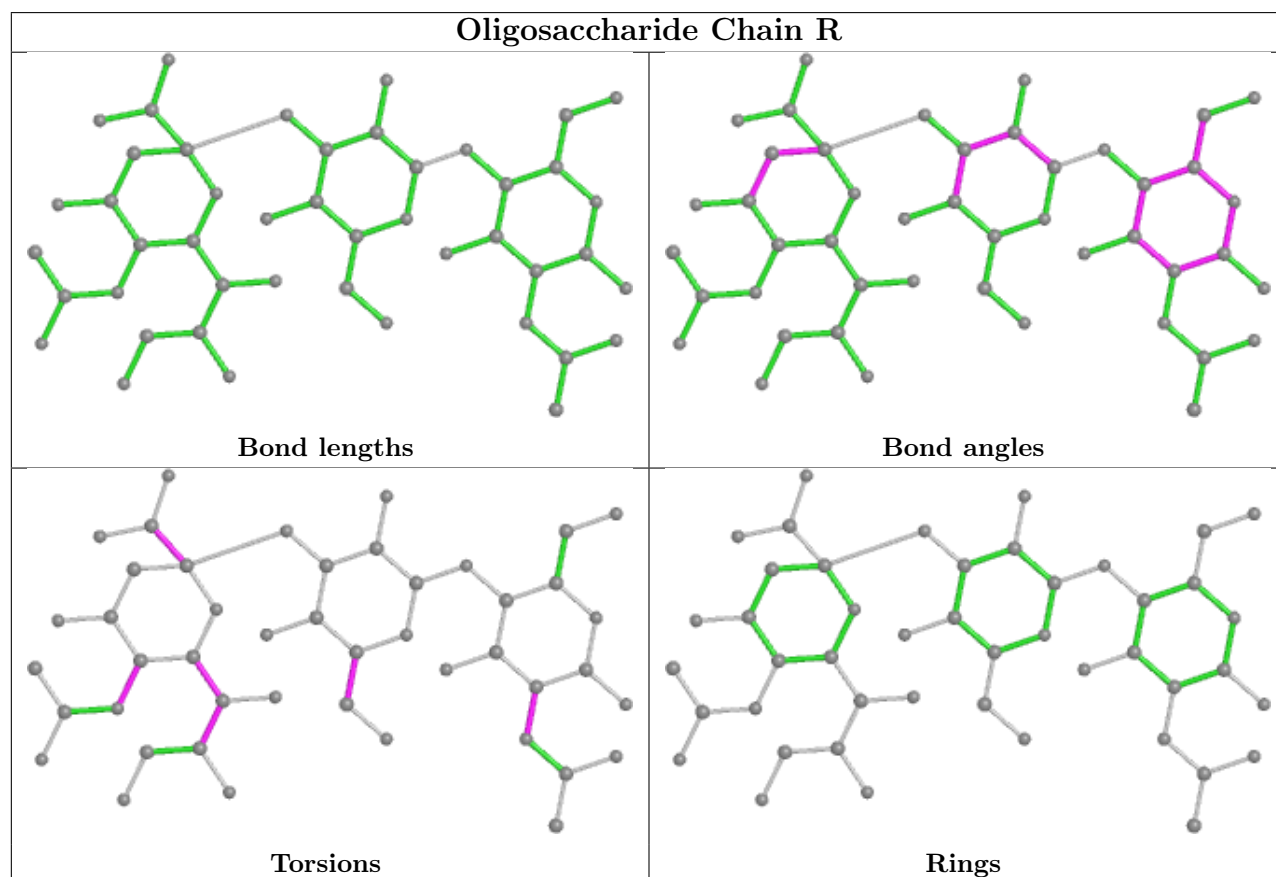 Oligosaccharide Chain R
Bond lengths
Bond angles
Torsions
Rings